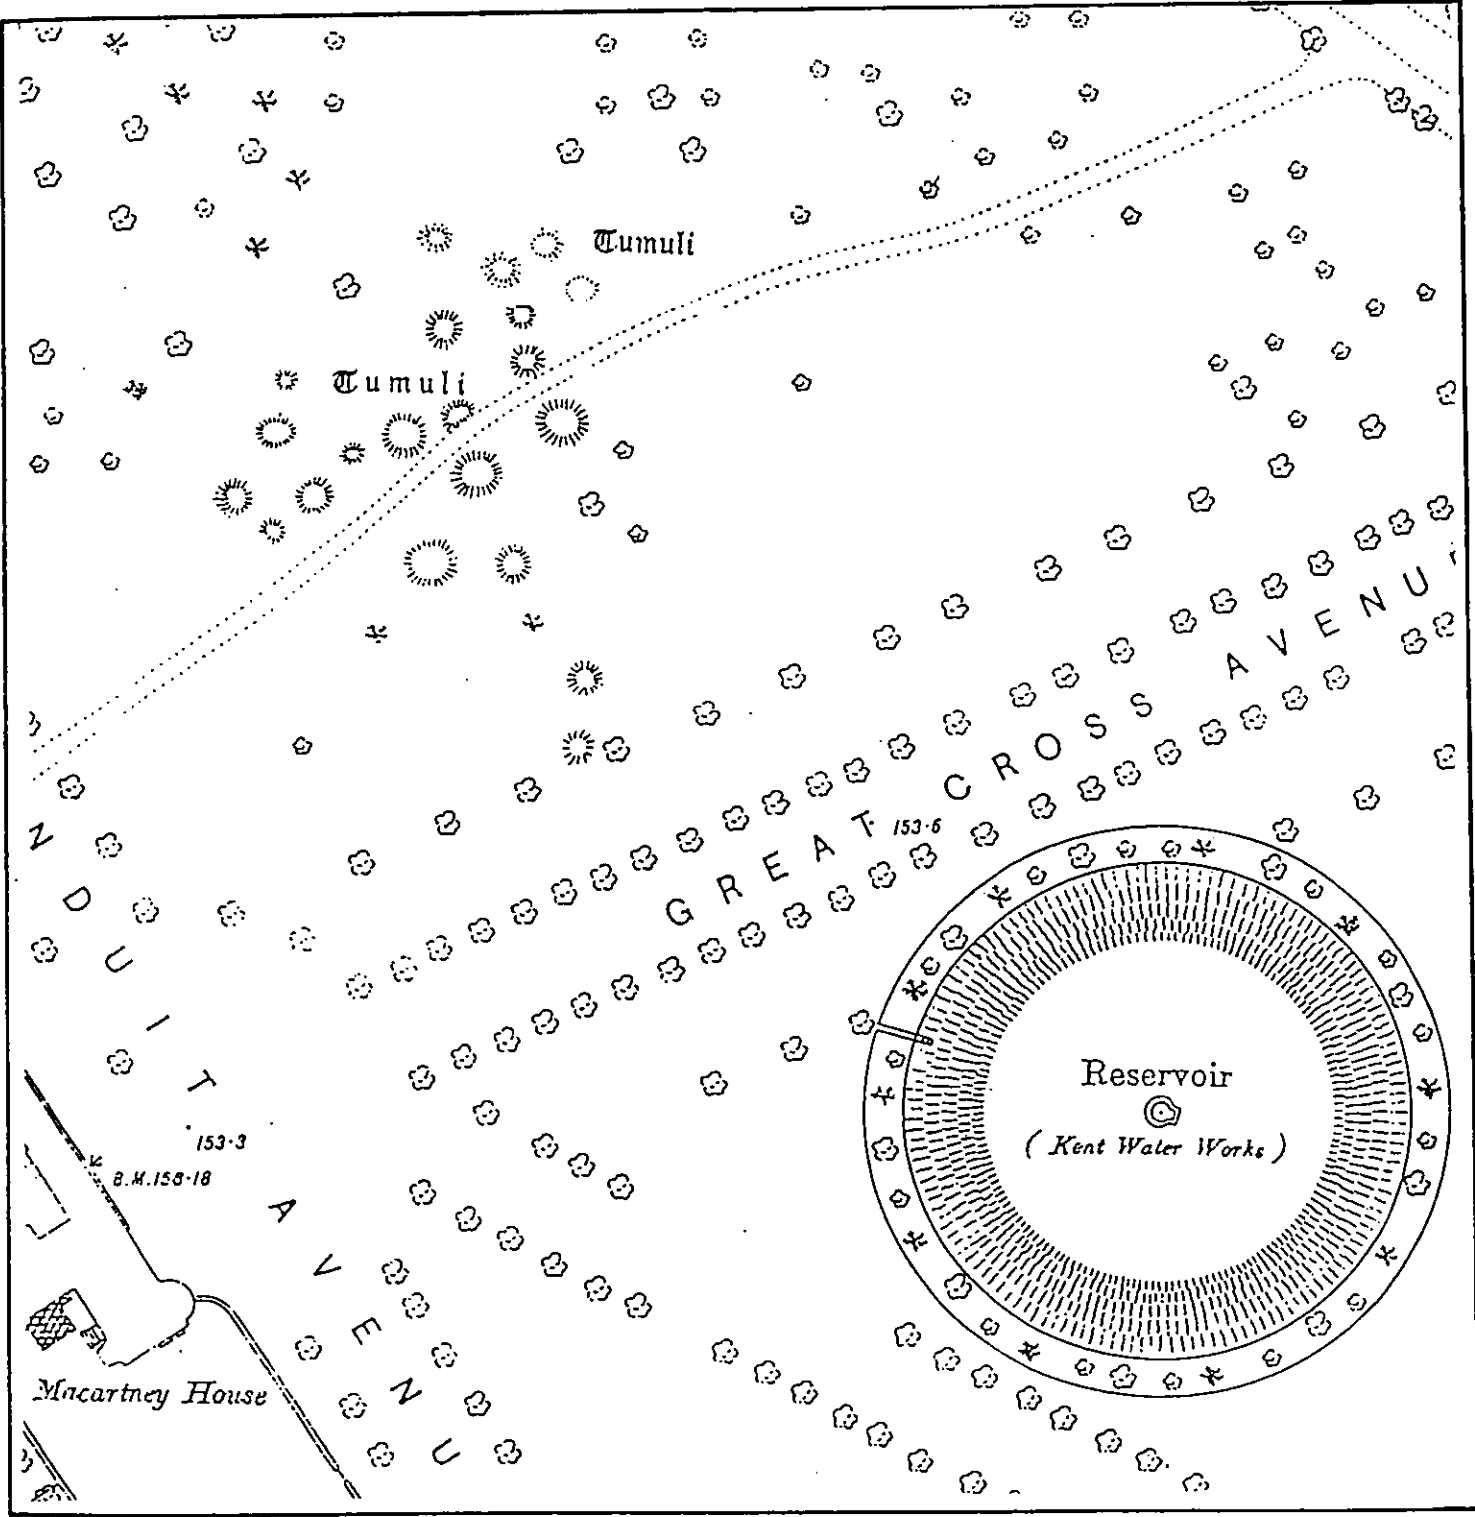 Tumuli
Tumuli
GREAT CROSS AVENU
153·6
NDUIT AVENU
Reservoir
(Kent Water Works)
153·3
B.M.158·18
Macartney House